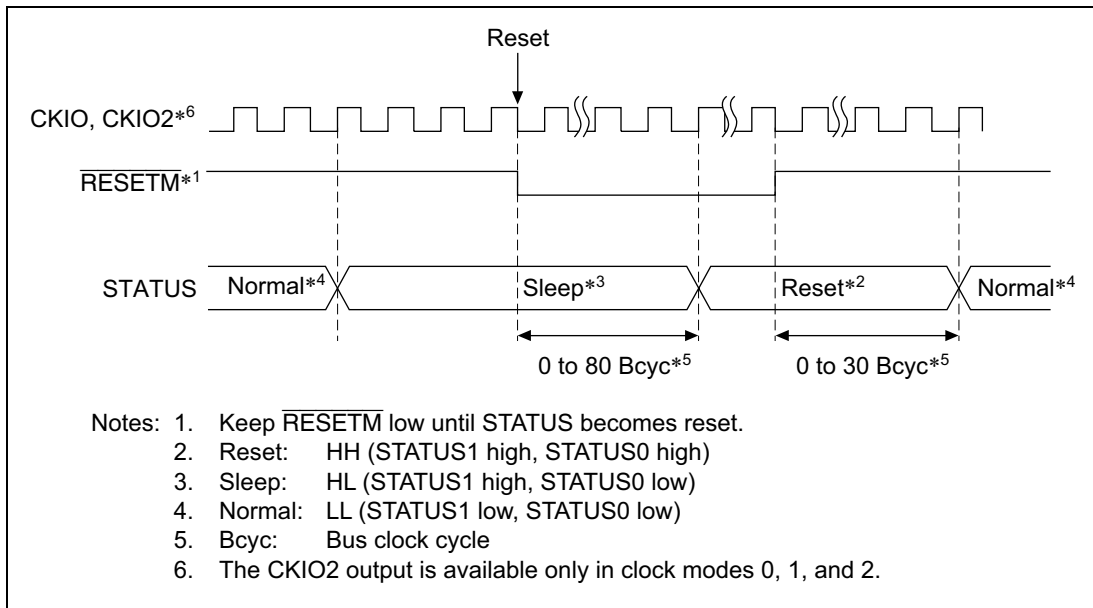 Reset
CKIO, CKIO2*6
RESETM*1
STATUS Normal*4 Sleep*3 Reset*2 Normal*4
0 to 80 Bcyc*5 0 to 30 Bcyc*5
Notes: 1. Keep RESETM low until STATUS becomes reset.
2. Reset: HH (STATUS1 high, STATUS0 high)
3. Sleep: HL (STATUS1 high, STATUS0 low)
4. Normal: LL (STATUS1 low, STATUS0 low)
5. Bcyc: Bus clock cycle
6. The CKIO2 output is available only in clock modes 0, 1, and 2.